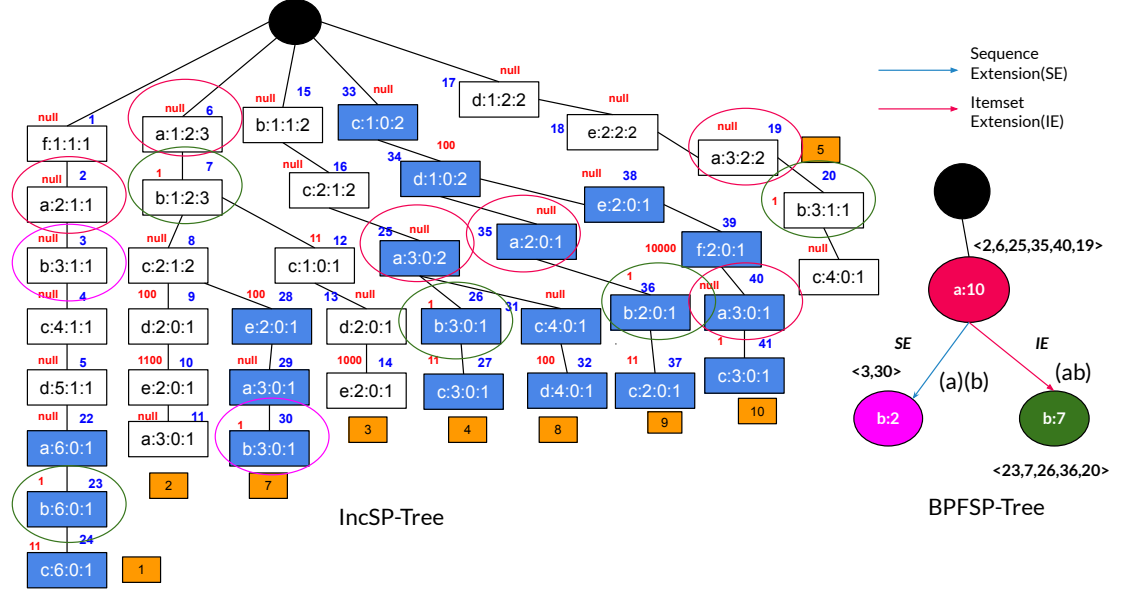 Sequence
Extension(SE)
Itemset
Extension(IE)
null 1
f:1:1:1
null 2
a:2:1:1
null 3
b:3:1:1
null 4
c:4:1:1
null 5
d:5:1:1
null 22
a:6:0:1
1 23
b:6:0:1
11 24
c:6:0:1
1
null 6
a:1:2:3
1 7
b:1:2:3
null 8
c:2:1:2
100 9
d:2:0:1
1100 10
e:2:0:1
null 11
a:3:0:1
2
100 28
e:2:0:1
null 29
a:3:0:1
1 30
b:3:0:1
7
11 12
c:1:0:1
13 null
d:2:0:1
1000 14
e:2:0:1
3
null 15
b:1:1:2
null 16
c:2:1:2
25 null
a:3:0:2
1 26
b:3:0:1
11 27
c:3:0:1
4
31 null
c:4:0:1
100 32
d:4:0:1
8
33 null
c:1:0:2
34 100
d:1:0:2
35 null
a:2:0:1
1 36
b:2:0:1
11 37
c:2:0:1
9
null 38
e:2:0:1
39
10000 f:2:0:1
null 40
a:3:0:1
1 41
c:3:0:1
10
17 null
d:1:2:2
18 null
e:2:2:2
null 19
a:3:2:2
5
1 20
b:3:1:1
null
c:4:0:1
IncSP-Tree
<2,6,25,35,40,19>
a:10
SE IE
<3,30> (a)(b) (ab)
b:2 b:7
<23,7,26,36,20>
BPFSP-Tree